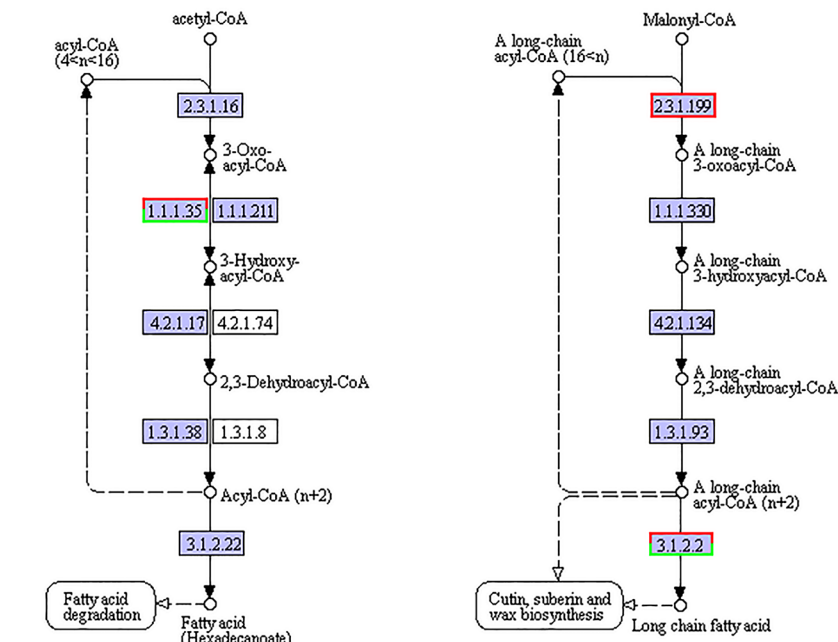 acetyl-CoA
acyl-CoA
(4<n<16)
2.3.1.16
3-Oxo-
acyl-CoA
1.1.1.35
1.1.1.211
3-Hydroxy-
acyl-CoA
4.2.1.17
4.2.1.74
2,3-Dehydroacyl-CoA
1.3.1.38
1.3.1.8
Acyl-CoA (n+2)
3.1.2.22
Fatty acid
degradation
Fatty acid
(Hexadecanoate)
Malonyl-CoA
A long-chain
acyl-CoA (16<n)
2.3.1.199
A long-chain
3-oxoacyl-CoA
1.1.1.330
A long-chain
3-hydroxyacyl-CoA
4.2.1.134
A long-chain
2,3-dehydroacyl-CoA
1.3.1.93
A long-chain
acyl-CoA (n+2)
3.1.2.2
Cutin, suberin and
wax biosynthesis
Long chain fatty acid